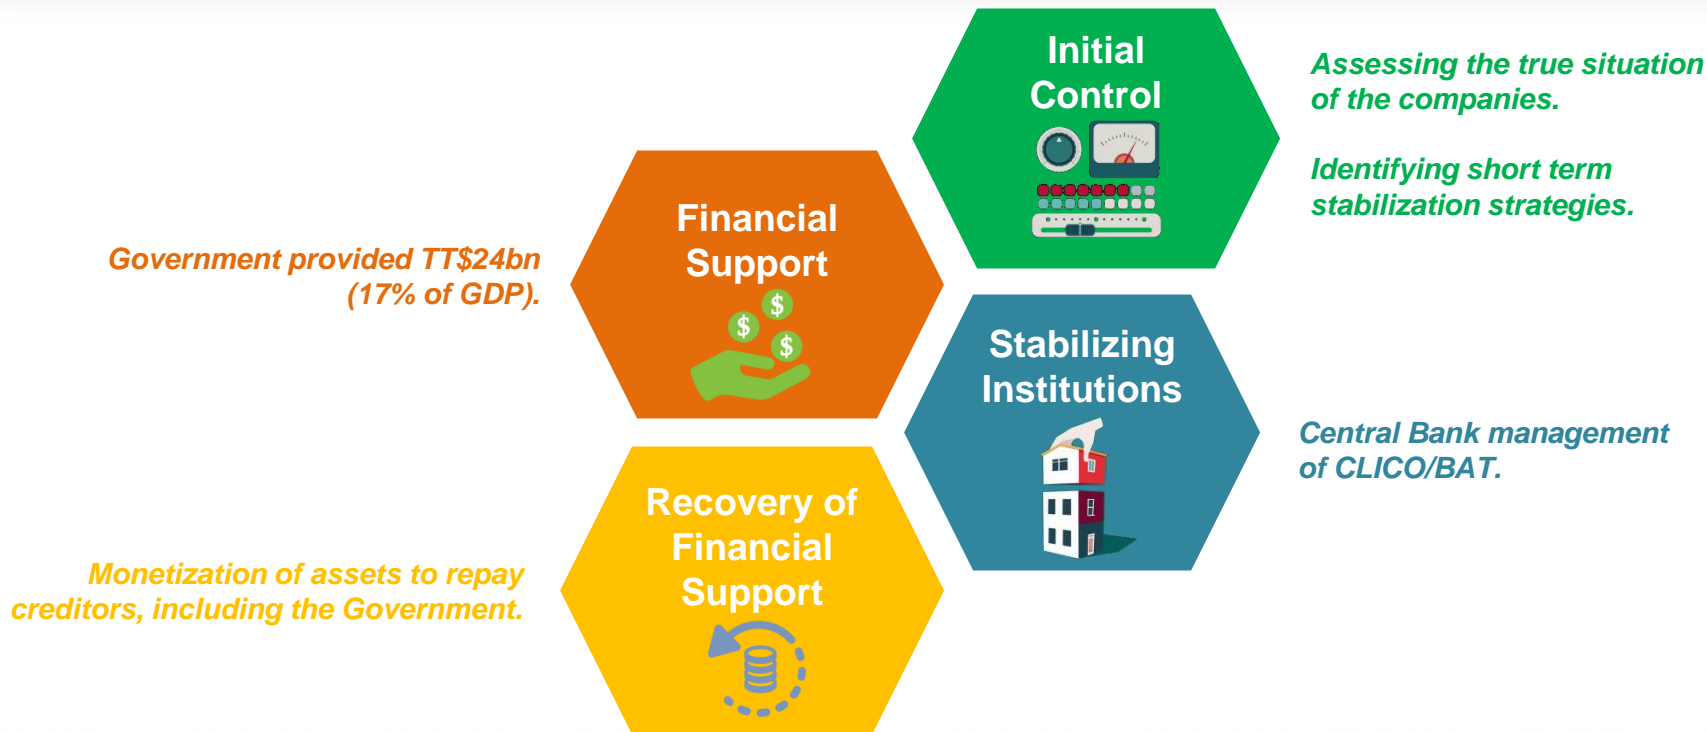 Initial
Control
Assessing the true situation
of the companies.
Identifying short term
stabilization strategies.
Financial
Support
$
$
$
Government provided TT$24bn
(17% of GDP).
Stabilizing
Institutions
Central Bank management
of CLICO/BAT.
Recovery of
Financial
Support
Monetization of assets to repay
creditors, including the Government.